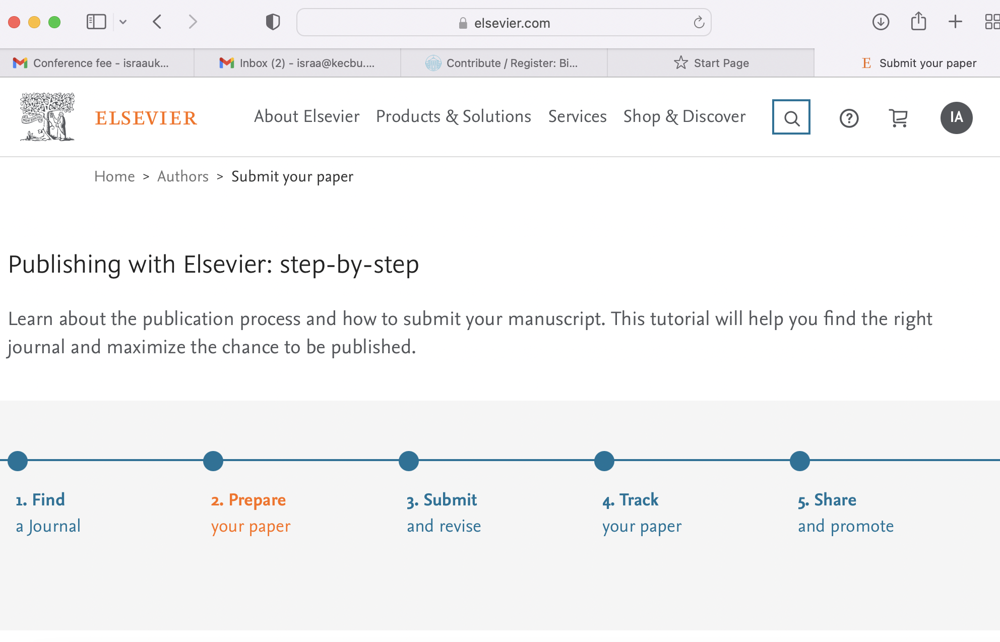 elsevier.com
Conference fee - israauk...
Inbox (2) - israa@kecbu....
Contribute / Register: Bi...
Start Page
E Submit your paper
NON SOLUS
ELSEVIER
About Elsevier
Products & Solutions
Services
Shop & Discover
?
IA
Home > Authors > Submit your paper
Publishing with Elsevier: step-by-step
Learn about the publication process and how to submit your manuscript. This tutorial will help you find the right
journal and maximize the chance to be published.
1. Find
a Journal
2. Prepare
your paper
3. Submit
and revise
4. Track
your paper
5. Share
and promote